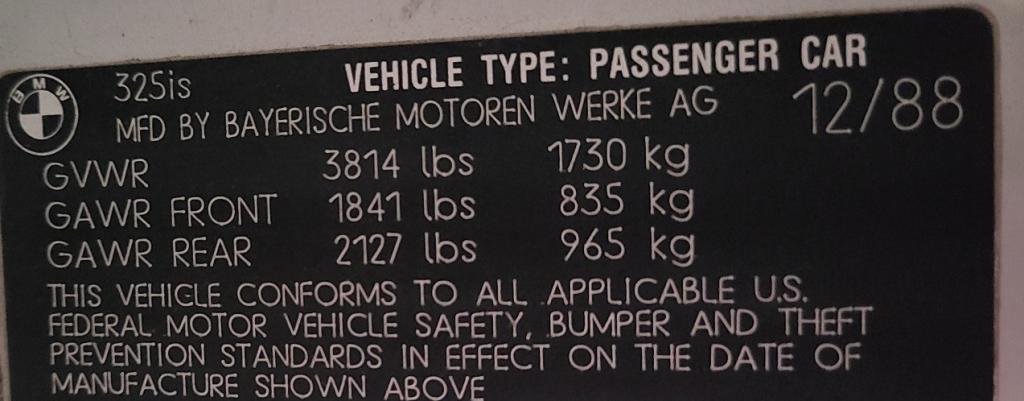 BMW
325is
VEHICLE TYPE: PASSENGER CAR
MFD BY BAYERISCHE MOTOREN WERKE AG
12/88
GVWR 3814 lbs 1730 kg
GAWR FRONT 1841 lbs 835 kg
GAWR REAR 2127 lbs 965 kg
THIS VEHICLE CONFORMS TO ALL APPLICABLE U.S.
FEDERAL MOTOR VEHICLE SAFETY, BUMPER AND THEFT
PREVENTION STANDARDS IN EFFECT ON THE DATE OF
MANUFACTURE SHOWN ABOVE